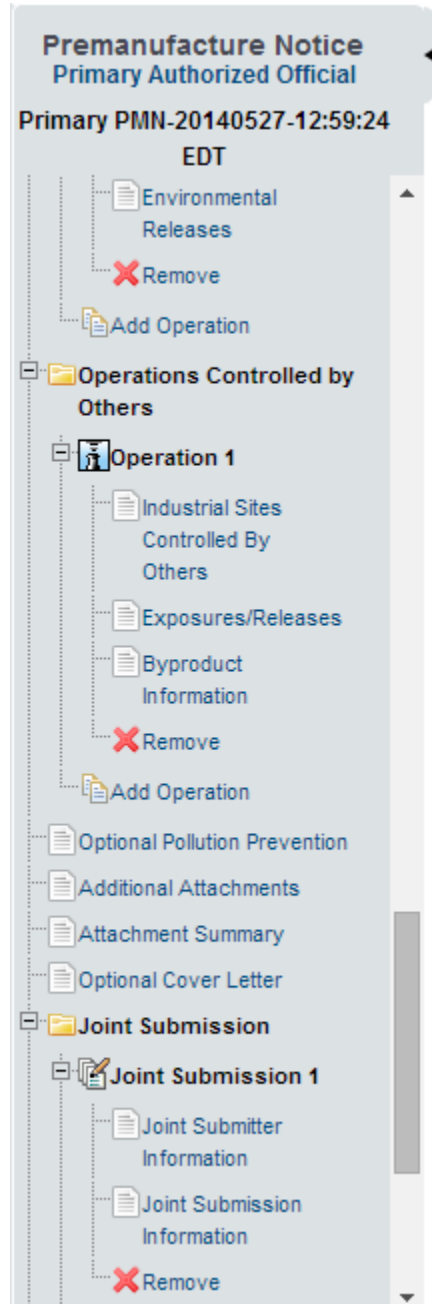 Premanufacture Notice
Primary Authorized Official
Primary PMN-20140527-12:59:24
EDT
Environmental
Releases
Remove
Add Operation
Operations Controlled by
Others
Operation 1
Industrial Sites
Controlled By
Others
Exposures/Releases
Byproduct
Information
Remove
Add Operation
Optional Pollution Prevention
Additional Attachments
Attachment Summary
Optional Cover Letter
Joint Submission
Joint Submission 1
Joint Submitter
Information
Joint Submission
Information
Remove